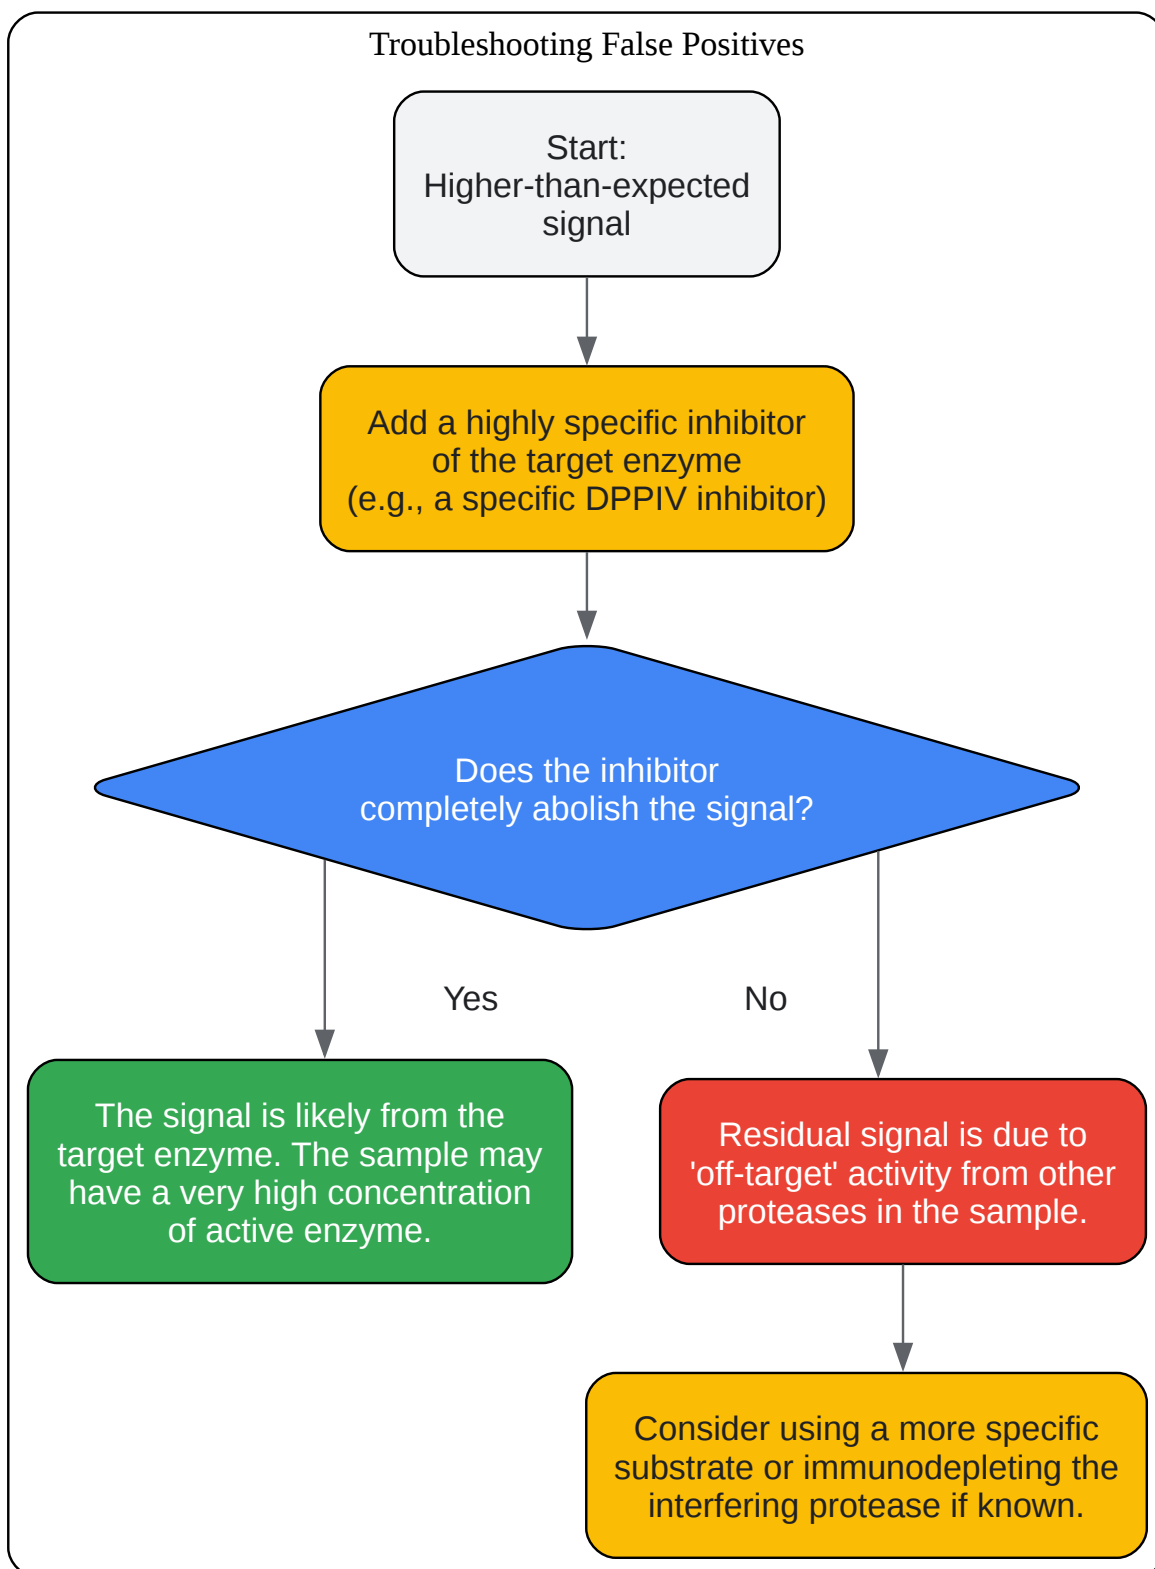 Troubleshooting False Positives
Start:
Higher-than-expected
signal
Add a highly specific inhibitor
of the target enzyme
(e.g., a specific DPPIV inhibitor)
Does the inhibitor
completely abolish the signal?
Yes
No
The signal is likely from the
target enzyme. The sample may
have a very high concentration
of active enzyme.
Residual signal is due to
'off-target' activity from other
proteases in the sample.
Consider using a more specific
substrate or immunodepleting the
interfering protease if known.